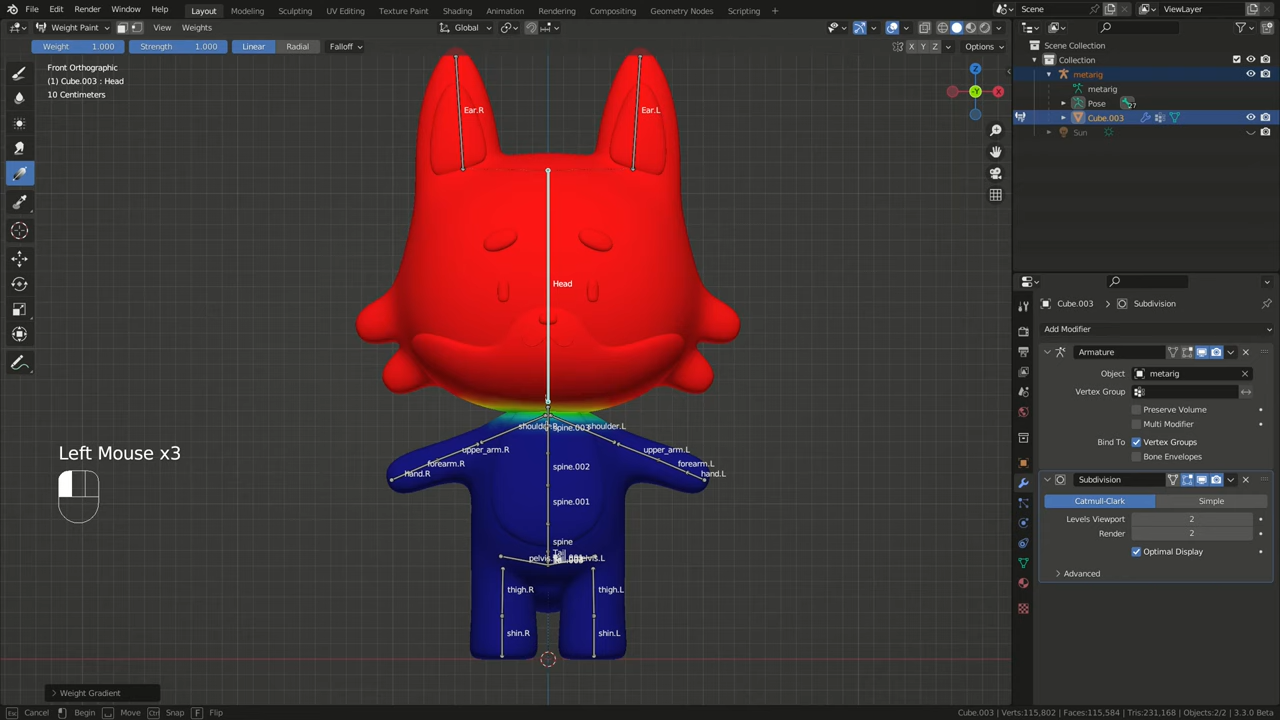 File Edit Render Window Help Layout Modeling Sculpting UV Editing Texture Paint Shading Animation Rendering Compositing Geometry Nodes Scripting Scene ViewLayer
Weight Paint View Weights Global
Weight 1.000 Strength 1.000 Linear Radial Falloff X Y Z Options
Front Orthographic
(1) Cube.003 : Head
10 Centimeters
Z
X
-Y
Ear.R
Ear.L
Head
shoulder.R
spine.003
shoulder.L
upper_arm.R
upper_arm.L
forearm.R
forearm.L
hand.R
hand.L
spine.002
spine.001
spine
Tail
pelvis.
pelvis.L
thigh.R
thigh.L
shin.R
shin.L
Left Mouse x3
Weight Gradient
Scene Collection
Collection
metarig
metarig
Pose 27
Cube.003
Sun
Cube.003 Subdivision
Add Modifier
Armature
Object metarig
Vertex Group
Preserve Volume
Multi Modifier
Bind To Vertex Groups
Bone Envelopes
Subdivision
Catmull-Clark Simple
Levels Viewport 2
Render 2
Optimal Display
Advanced
Esc Cancel Begin Move Ctrl Snap F Flip
Cube.003 | Verts:115,802 | Faces:115,584 | Tris:231,168 | Objects:2/2 | 3.3.0 Beta